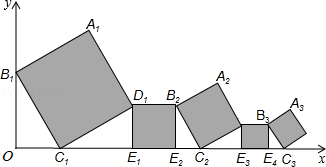 y
A₁
B₁
D₁
B₂
A₂
B₃
A₃
O
C₁
E₁
E₂
C₂
E₃
E₄
C₃
x